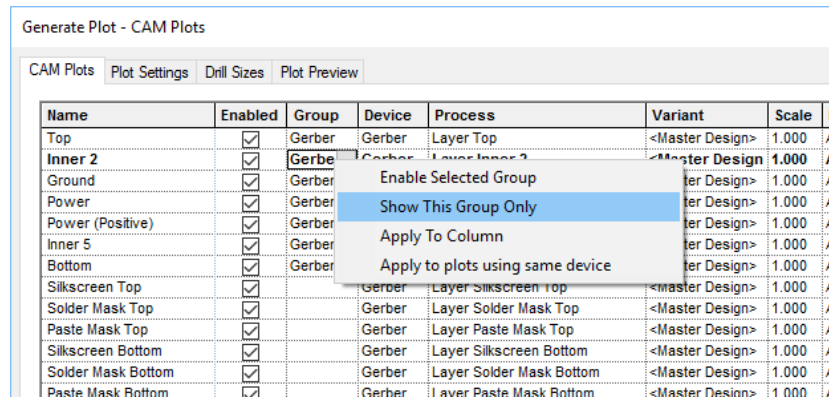 Generate Plot - CAM Plots
CAM Plots Plot Settings Drill Sizes Plot Preview
Name Enabled Group Device Process Variant Scale
Top Gerber Gerber Layer Top <Master Design> 1.000
Inner 2 Gerbe Gerber Layer Inner 2 <Master Design 1.000
Ground Gerber ter Design> 1.000
Enable Selected Group
Power Gerber ter Design> 1.000
Show This Group Only
Power (Positive) Gerber ter Design> 1.000
Inner 5 Gerber ter Design> 1.000
Apply To Column
Bottom Gerber ter Design> 1.000
Apply to plots using same device
Silkscreen Top Gerber Layer Silkscreen Top <Master Design> 1.000
Solder Mask Top Gerber Layer Solder Mask Top <Master Design> 1.000
Paste Mask Top Gerber Layer Paste Mask Top <Master Design> 1.000
Silkscreen Bottom Gerber Layer Silkscreen Bottom <Master Design> 1.000
Solder Mask Bottom Gerber Layer Solder Mask Bottom <Master Design> 1.000
Paste Mask Bottom Gerber Layer Paste Mask Bottom <Master Design> 1.000